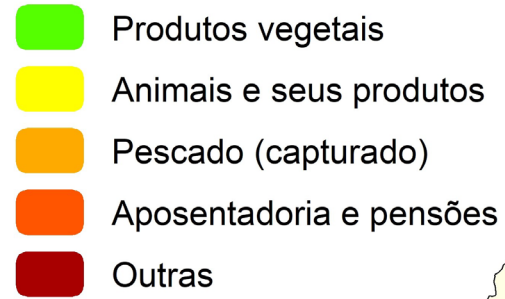 Produtos vegetais
Animais e seus produtos
Pescado (capturado)
Aposentadoria e pensões
Outras